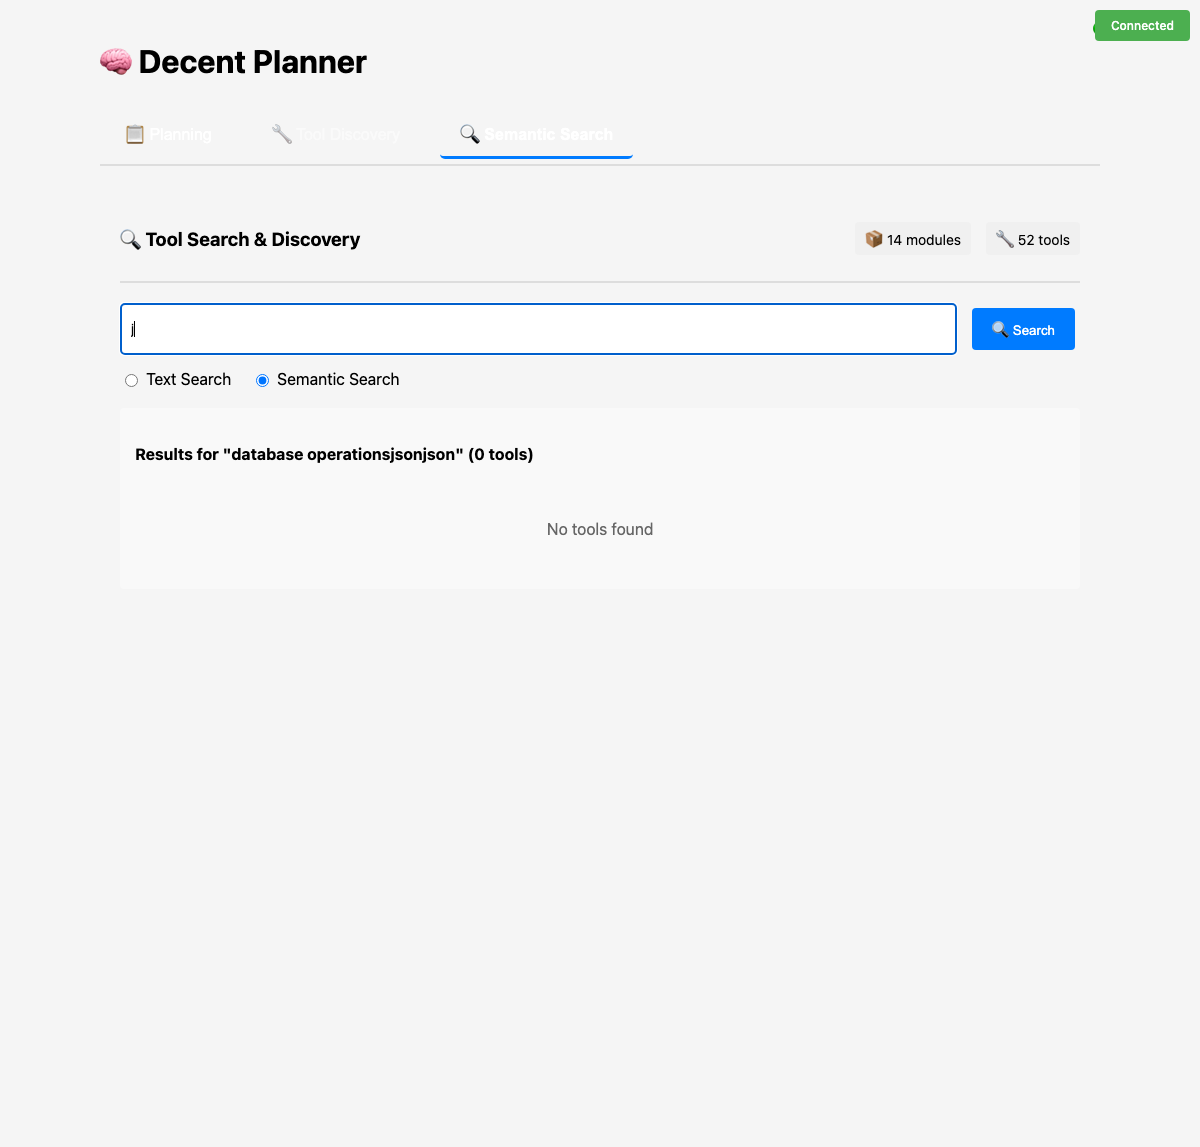 Connected
🧠 Decent Planner
📋 Planning
🔧 Tool Discovery
🔍 Semantic Search
🔍 Tool Search & Discovery
📦 14 modules
🔧 52 tools
j
🔍 Search
Text Search
Semantic Search
Results for "database operationsjsonjson" (0 tools)
No tools found